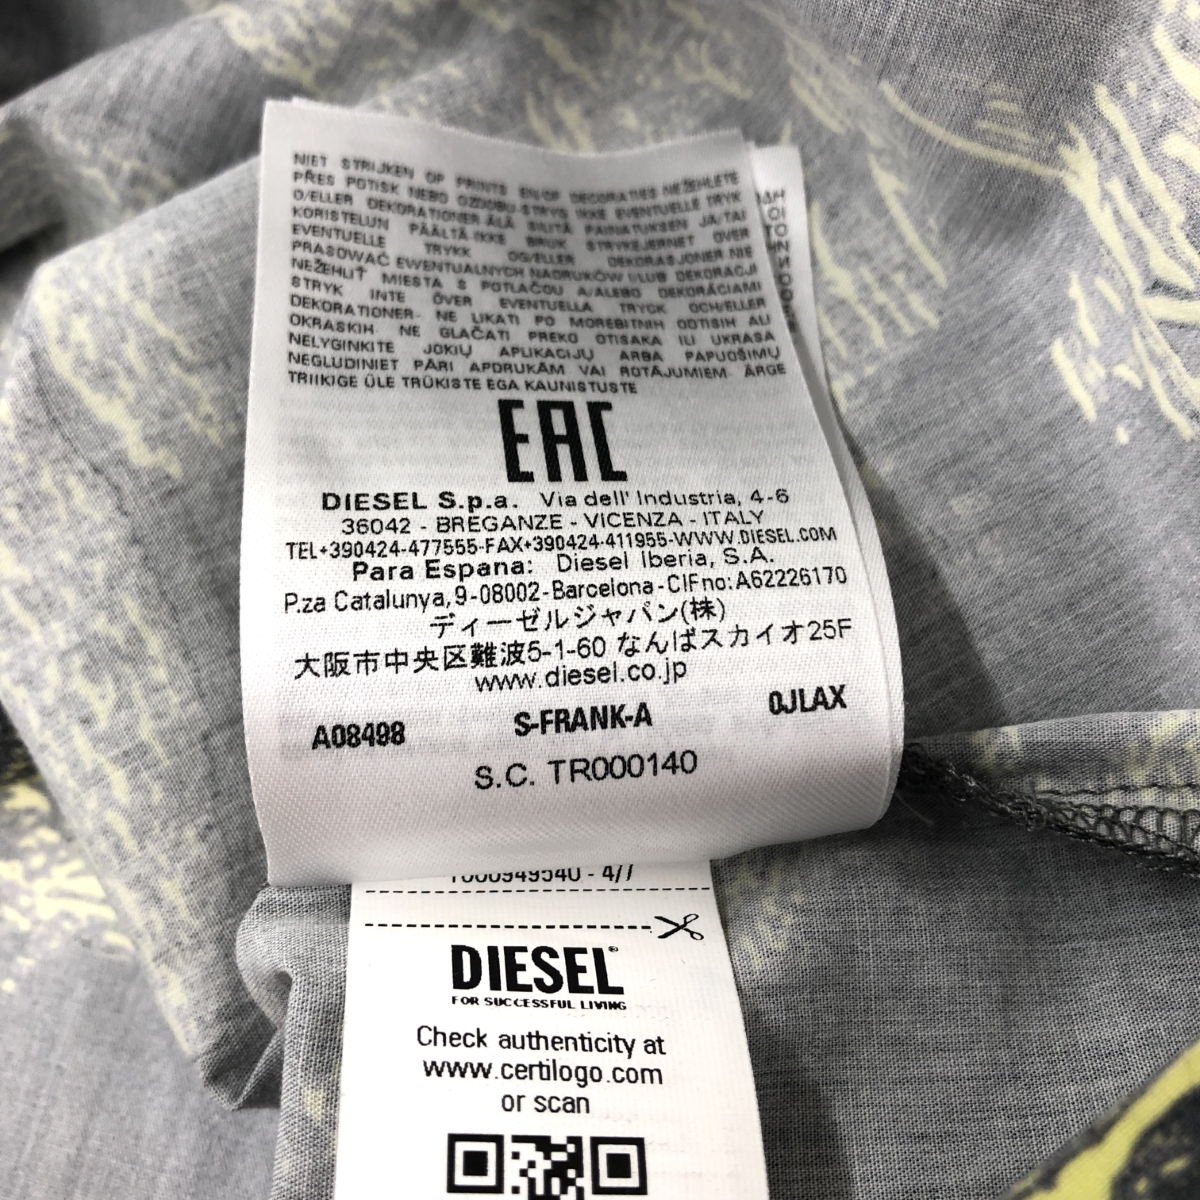 NIET STRIJKEN OP PRINTS EN/OF DECORATIES NEŽEHLETE
PŘES POTISK NEBO OZDOBU-STRYG IKKE EVENTUELLE TRYK
O/ELLER DEKORATIONER ÄLÄ SILITÄ PAINATUKSEN JA/TAI
KORISTELUN PÄÄLTÄ-IKKE BRUK STRYKEJERNET OVER
EVENTUELLE TRYKK OG/ELLER DEKORASJONER NIE
PRASOWAĆ EWENTUALNYCH NADRUKÓW I/LUB DEKORACJI
NEŽEHLIŤ MIESTA S POTLAČOU A/ALEBO DEKORÁCIAMI
STRYK INTE ÖVER EVENTUELLA TRYCK OCH/ELLER
DEKORATIONER- NE LIKATI PO MOREBITNIH ODTISIH ALI
OKRASKIH- NE GLAČATI PREKO OTISAKA ILI UKRASA
NELYGINKITE JOKIŲ APLIKACIJŲ ARBA PAPUOŠIMŲ
NEGLUDINIET PĀRI APDRUKĀM VAI ROTĀJUMIEM- ÄRGE
TRIIKIGE ÜLE TRÜKISTE EGA KAUNISTUSTE
EAC
DIESEL S.p.a. Via dell' Industria, 4-6
36042 - BREGANZE - VICENZA - ITALY
TEL+390424-477555-FAX+390424-411955-WWW.DIESEL.COM
Para Espana: Diesel Iberia, S.A.
P.za Catalunya, 9-08002-Barcelona-CIFno: A62226170
ディーゼルジャパン(株)
大阪市中央区難波5-1-60 なんばスカイオ25F
www.diesel.co.jp
A08498 S-FRANK-A 0JLAX
S.C. TR000140
1000949540 - 4/7
DIESEL
FOR SUCCESSFUL LIVING
Check authenticity at
www.certilogo.com
or scan